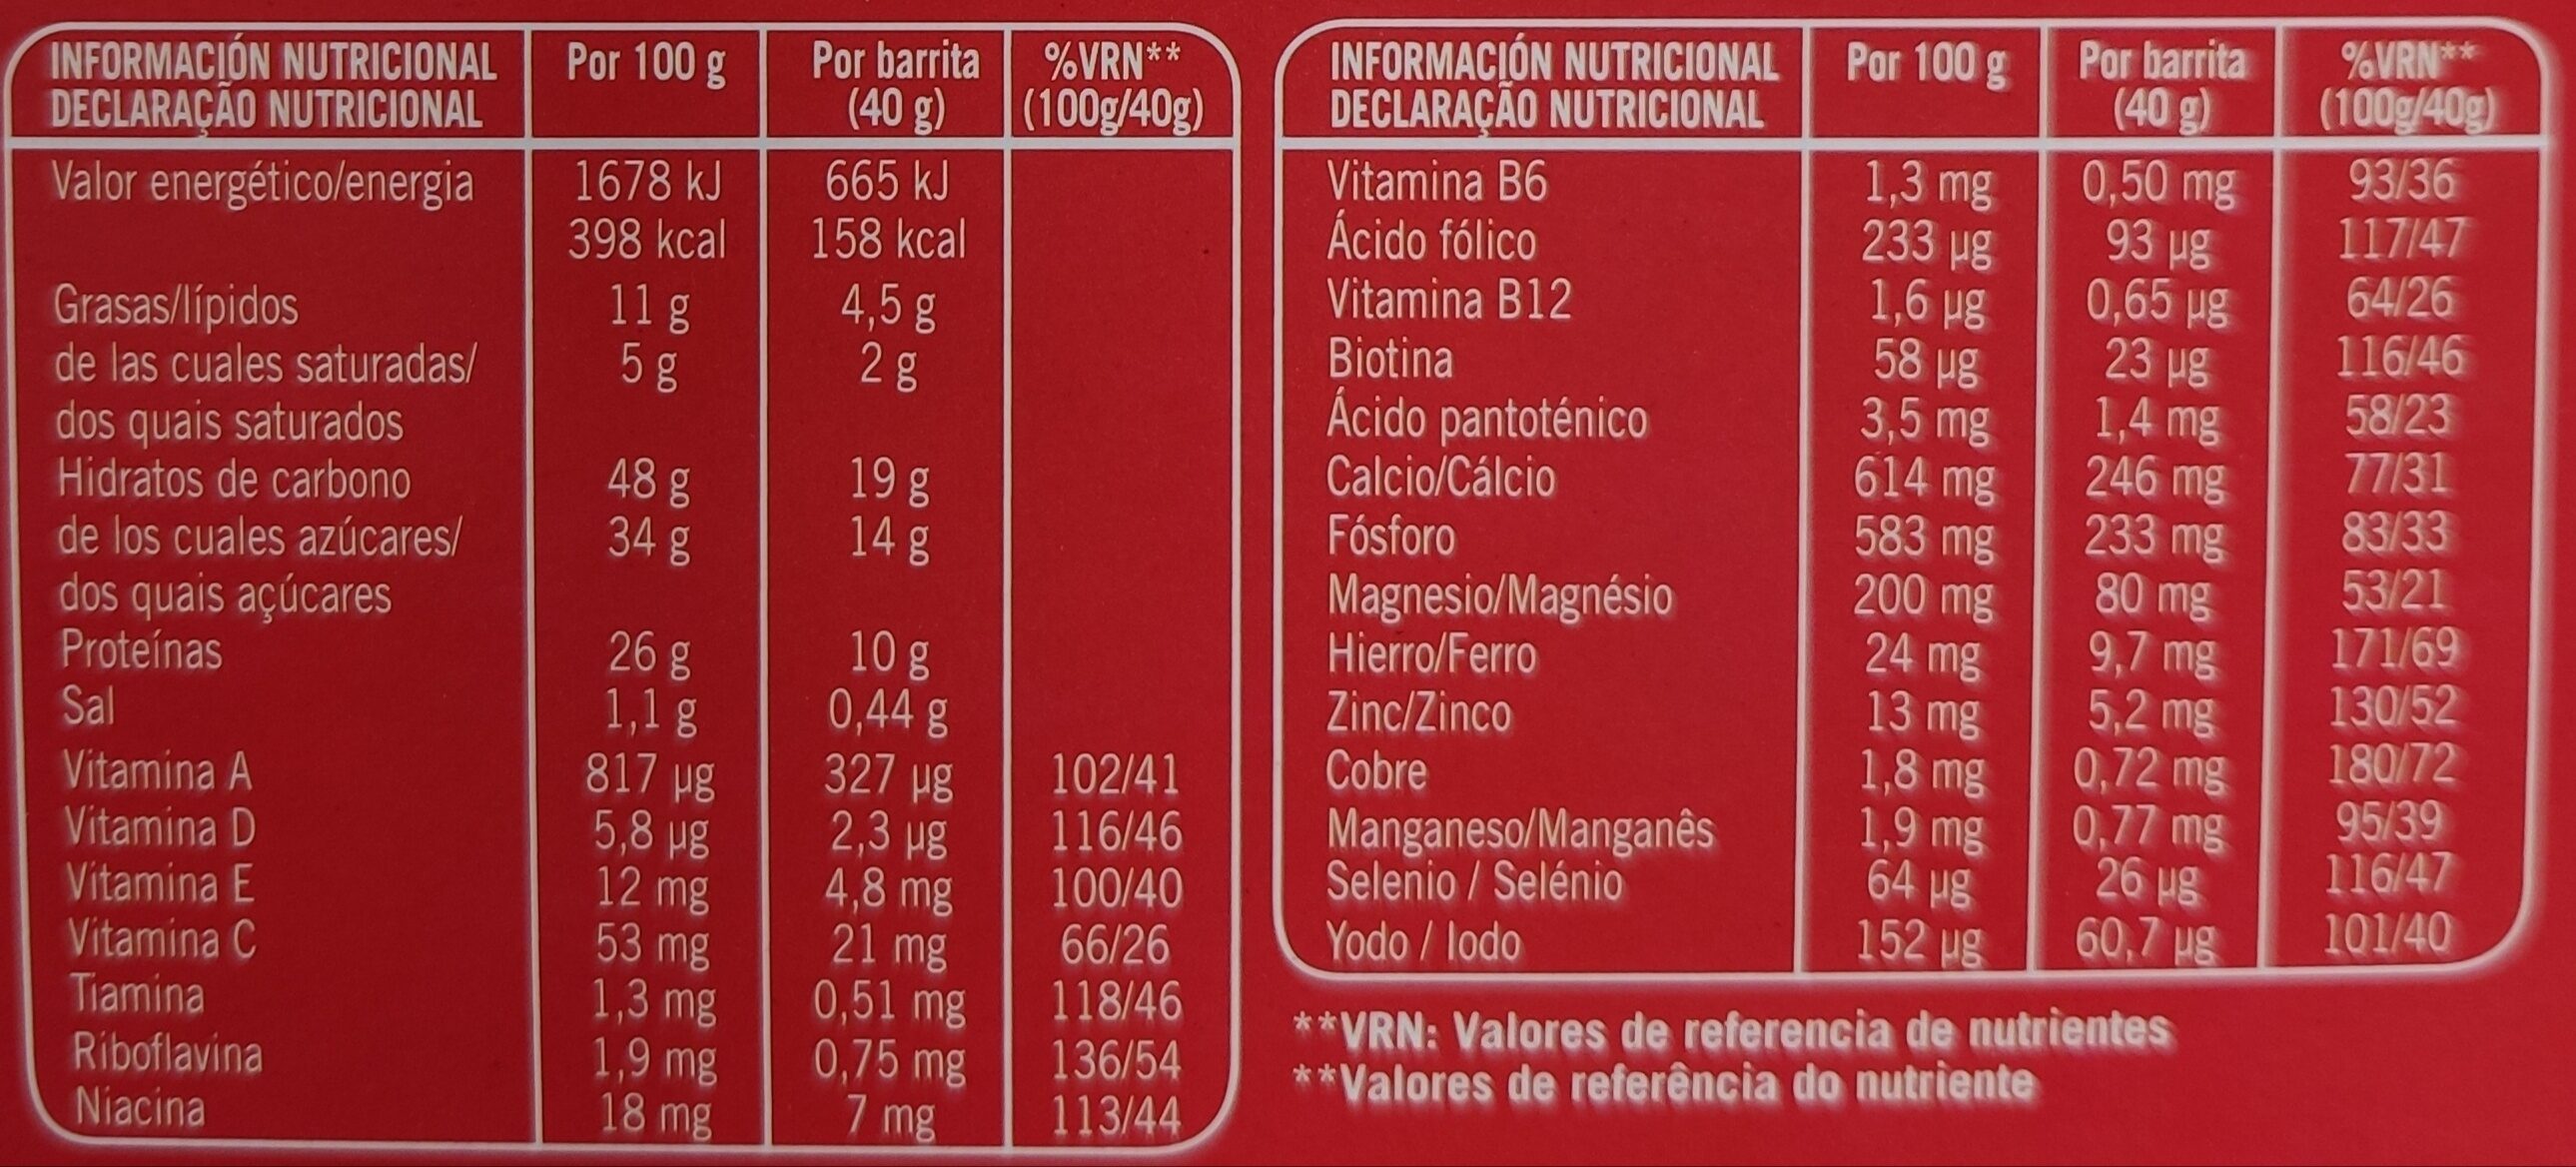 INFORMACIÓN NUTRICIONAL Por 100 g Por barrita %VRN**
DECLARAÇÃO NUTRICIONAL (40 g) (100g/40g)
Valor energético/energia 1678 kJ 665 kJ
398 kcal 158 kcal
Grasas/lípidos 11 g 4,5 g
de las cuales saturadas/ 5 g 2 g
dos quais saturados
Hidratos de carbono 48 g 19 g
de los cuales azúcares/ 34 g 14 g
dos quais açúcares
Proteínas 26 g 10 g
Sal 1,1 g 0,44 g
Vitamina A 817 µg 327 µg 102/41
Vitamina D 5,8 µg 2,3 µg 116/46
Vitamina E 12 mg 4,8 mg 100/40
Vitamina C 53 mg 21 mg 66/26
Tiamina 1,3 mg 0,51 mg 118/46
Riboflavina 1,9 mg 0,75 mg 136/54
Niacina 18 mg 7 mg 113/44
INFORMACIÓN NUTRICIONAL Por 100 g Por barrita %VRN**
DECLARAÇÃO NUTRICIONAL (40 g) (100g/40g)
Vitamina B6 1,3 mg 0,50 mg 93/36
Ácido fólico 233 µg 93 µg 117/47
Vitamina B12 1,6 µg 0,65 µg 64/26
Biotina 58 µg 23 µg 116/46
Ácido pantoténico 3,5 mg 1,4 mg 58/23
Calcio/Cálcio 614 mg 246 mg 77/31
Fósforo 583 mg 233 mg 83/33
Magnesio/Magnésio 200 mg 80 mg 53/21
Hierro/Ferro 24 mg 9,7 mg 171/69
Zinc/Zinco 13 mg 5,2 mg 130/52
Cobre 1,8 mg 0,72 mg 180/72
Manganeso/Manganês 1,9 mg 0,77 mg 95/39
Selenio / Selénio 64 µg 26 µg 116/47
Yodo / Iodo 152 µg 60,7 µg 101/40
**VRN: Valores de referencia de nutrientes
**Valores de referência do nutriente